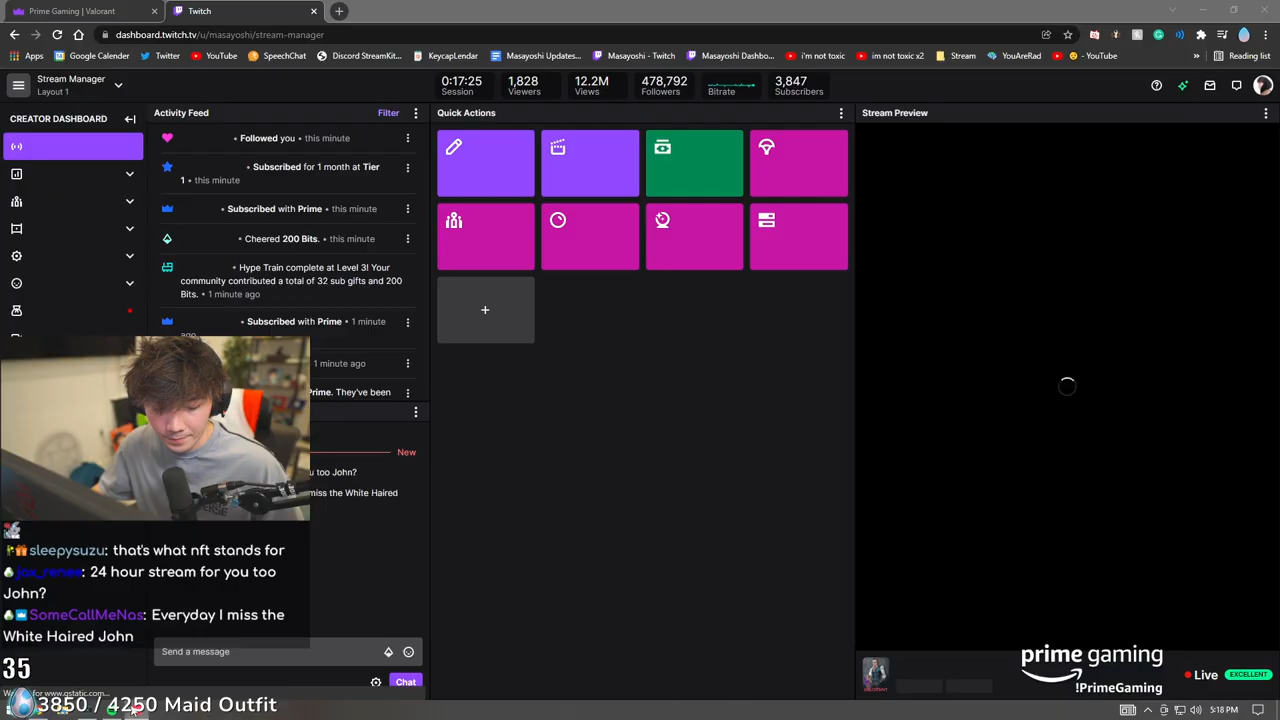 Prime Gaming | Valorant
Twitch
dashboard.twitch.tv/u/masayoshi/stream-manager
Apps
Google Calendar
Twitter
YouTube
SpeechChat
Discord StreamKit...
KeycapLendar
Masayoshi Updates...
Masayoshi - Twitch
Masayoshi Dashbo...
i'm not toxic
im not toxic x2
Stream
YouAreRad
- YouTube
Reading list
Stream Manager
Layout 1
0:17:25
Session
1,828
Viewers
12.2M
Views
478,792
Followers
Bitrate
3,847
Subscribers
CREATOR DASHBOARD
Activity Feed
Filter
Quick Actions
Stream Preview
• Followed you • this minute
• Subscribed for 1 month at Tier
1 • this minute
• Subscribed with Prime • this minute
• Cheered 200 Bits. • this minute
• Hype Train complete at Level 3! Your
community contributed a total of 32 sub gifts and 200
Bits. • 1 minute ago
• Subscribed with Prime • 1 minute
ago
1 minute ago
Prime. They've been
New
u too John?
miss the White Haired
sleepysuzu: that's what nft stands for
jax_renee: 24 hour stream for you too
John?
SomeCallMeNas: Everyday I miss the
White Haired John
Send a message
Chat
35
3850 / 4250 Maid Outfit
prime gaming
!PrimeGaming
VALORANT
Live
EXCELLENT
5:18 PM